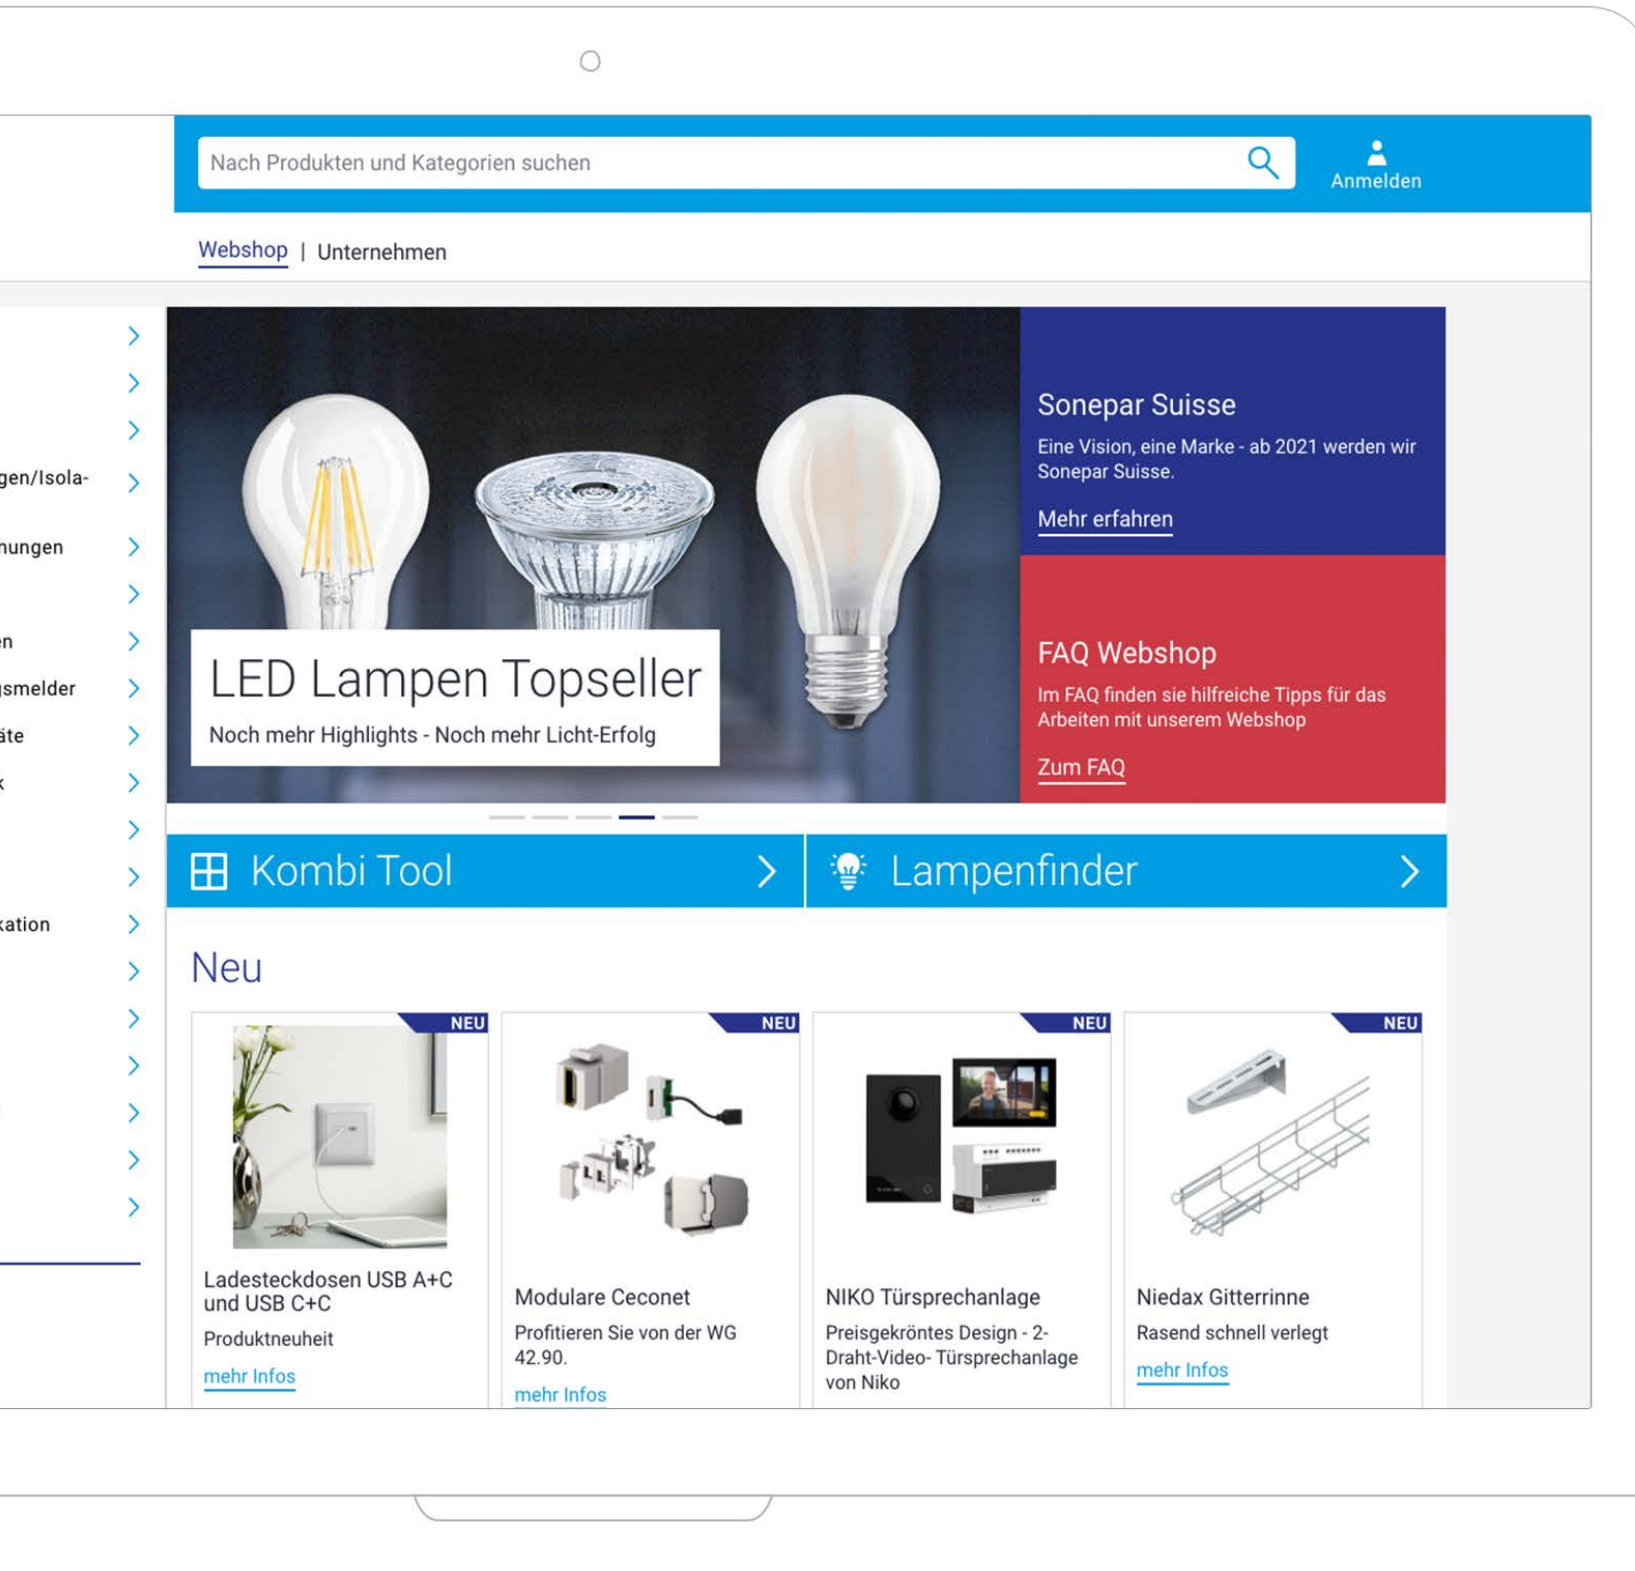 Nach Produkten und Kategorien suchen
Anmelden
Webshop | Unternehmen
gen/Isola-
nungen
en
gsmelder
äte
k
kation
LED Lampen Topseller
Noch mehr Highlights - Noch mehr Licht-Erfolg
Sonepar Suisse
Eine Vision, eine Marke - ab 2021 werden wir
Sonepar Suisse.
Mehr erfahren
FAQ Webshop
Im FAQ finden sie hilfreiche Tipps für das
Arbeiten mit unserem Webshop
Zum FAQ
Kombi Tool
Lampenfinder
Neu
NEU
Ladesteckdosen USB A+C
und USB C+C
Produktneuheit
mehr Infos
NEU
Modulare Ceconet
Profitieren Sie von der WG
42.90.
mehr Infos
NEU
NIKO Türsprechanlage
Preisgekröntes Design - 2-
Draht-Video- Türsprechanlage
von Niko
NEU
Niedax Gitterrinne
Rasend schnell verlegt
mehr Infos